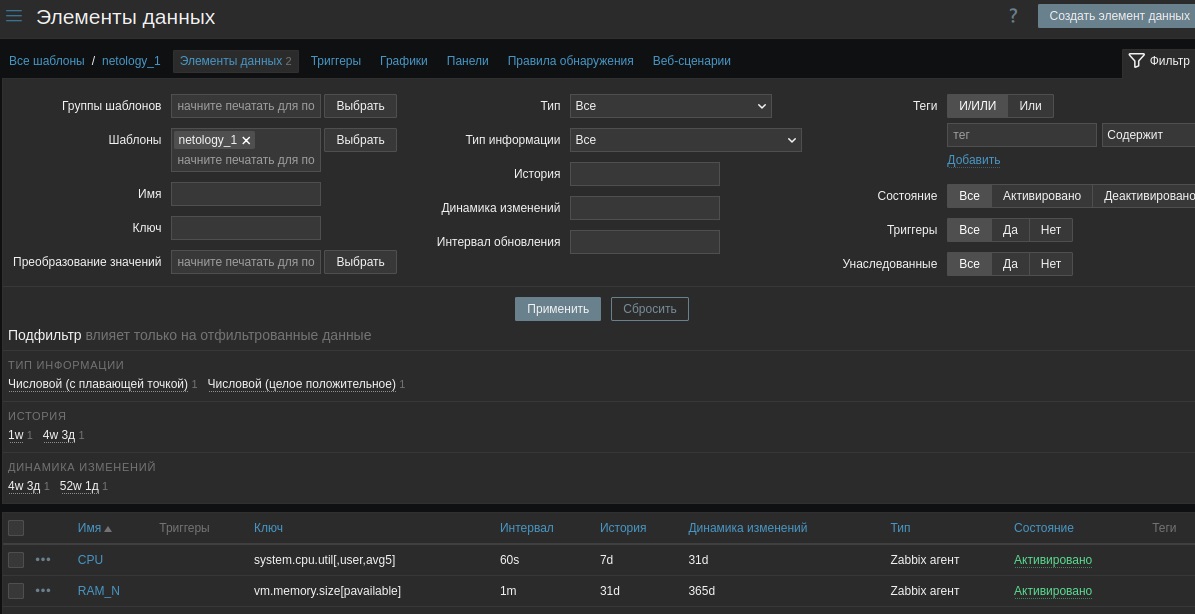 Элементы данных
? Создать элемент данных
Все шаблоны / netology_1 Элементы данных 2 Триггеры Графики Панели Правила обнаружения Веб-сценарии Фильтр
Группы шаблонов начните печатать для по Выбрать Тип Все Теги И/ИЛИ Или
Шаблоны netology_1 Выбрать Тип информации Все тег Содержит
начните печатать для по История Добавить
Имя Динамика изменений Состояние Все Активировано Деактивировано
Ключ Интервал обновления Триггеры Все Да Нет
Преобразование значений начните печатать для по Выбрать Унаследованные Все Да Нет
Применить Сбросить
Подфильтр влияет только на отфильтрованные данные
ТИП ИНФОРМАЦИИ
Числовой (с плавающей точкой) 1 Числовой (целое положительное) 1
ИСТОРИЯ
1w 1 4w 3д 1
ДИНАМИКА ИЗМЕНЕНИЙ
4w 3д 1 52w 1д 1
Имя Триггеры Ключ Интервал История Динамика изменений Тип Состояние Теги
CPU system.cpu.util[,user,avg5] 60s 7d 31d Zabbix агент Активировано
RAM_N vm.memory.size[pavailable] 1m 31d 365d Zabbix агент Активировано